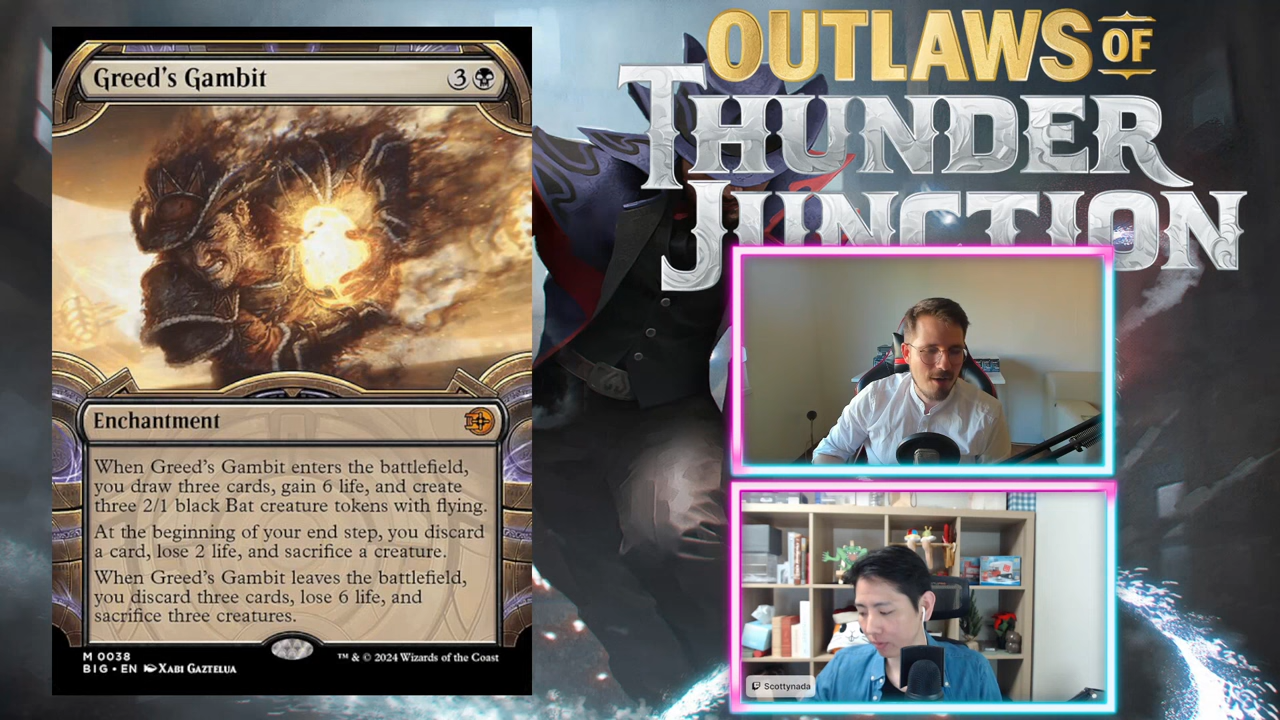 Greed's Gambit 3
Enchantment
When Greed's Gambit enters the battlefield,
you draw three cards, gain 6 life, and create
three 2/1 black Bat creature tokens with flying.
At the beginning of your end step, you discard
a card, lose 2 life, and sacrifice a creature.
When Greed's Gambit leaves the battlefield,
you discard three cards, lose 6 life, and
sacrifice three creatures.
M 0038
BIG • EN Xabi Gaztelua
™ & © 2024 Wizards of the Coast
OUTLAWS OF
THUNDER
JUNCTION
Scottynada